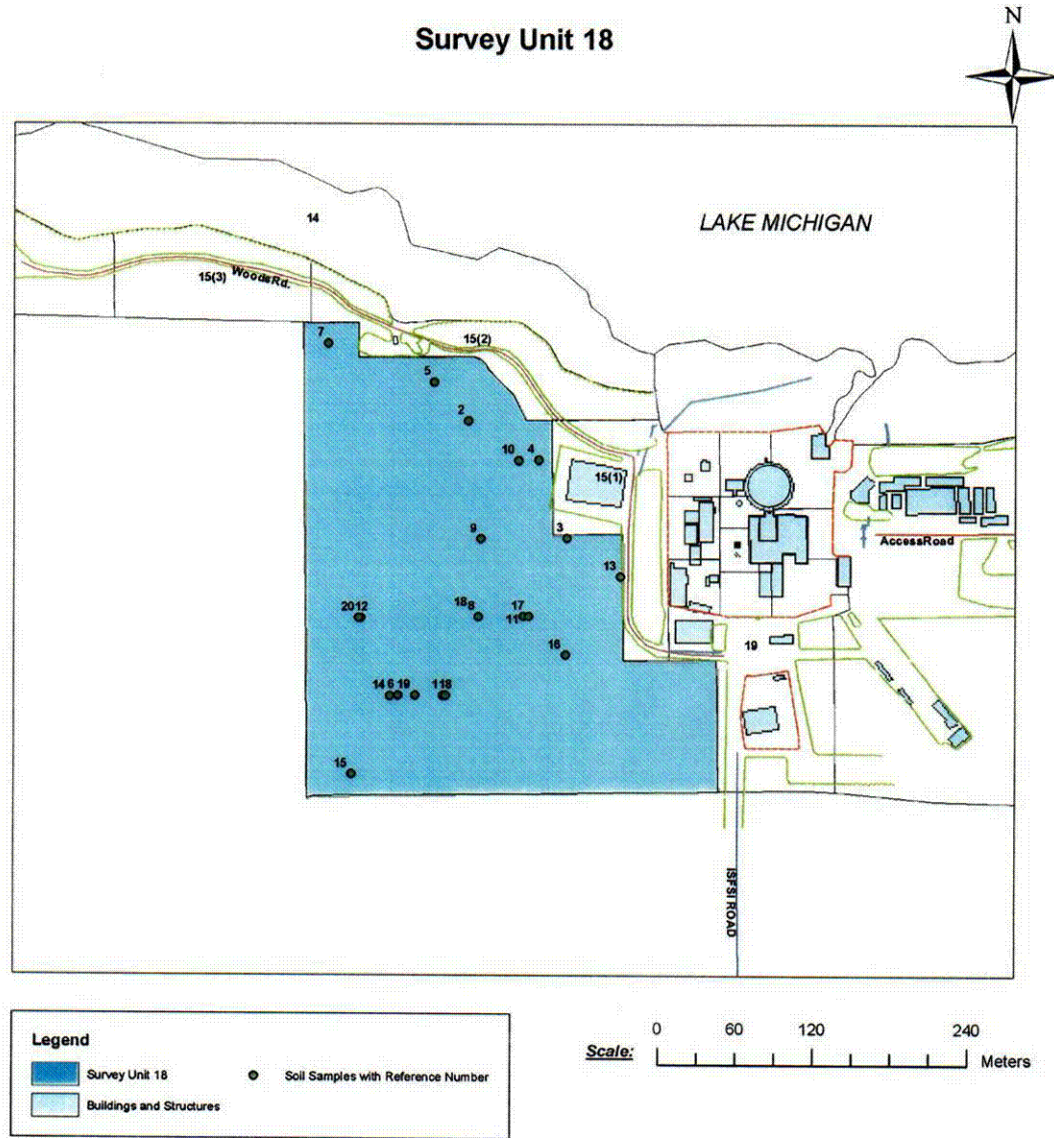 Survey Unit 18
N
LAKE MICHIGAN
14
15(3)
Woods Rd.
15(2)
7
5
2
10 4
15(1)
9
3
AccessRoad
13
2012
18 8
17
11
16
19
14 6 19
118
15
ISFSI ROAD
Legend
Survey Unit 18
Soil Samples with Reference Number
Buildings and Structures
Scale:
0 60 120 240
Meters